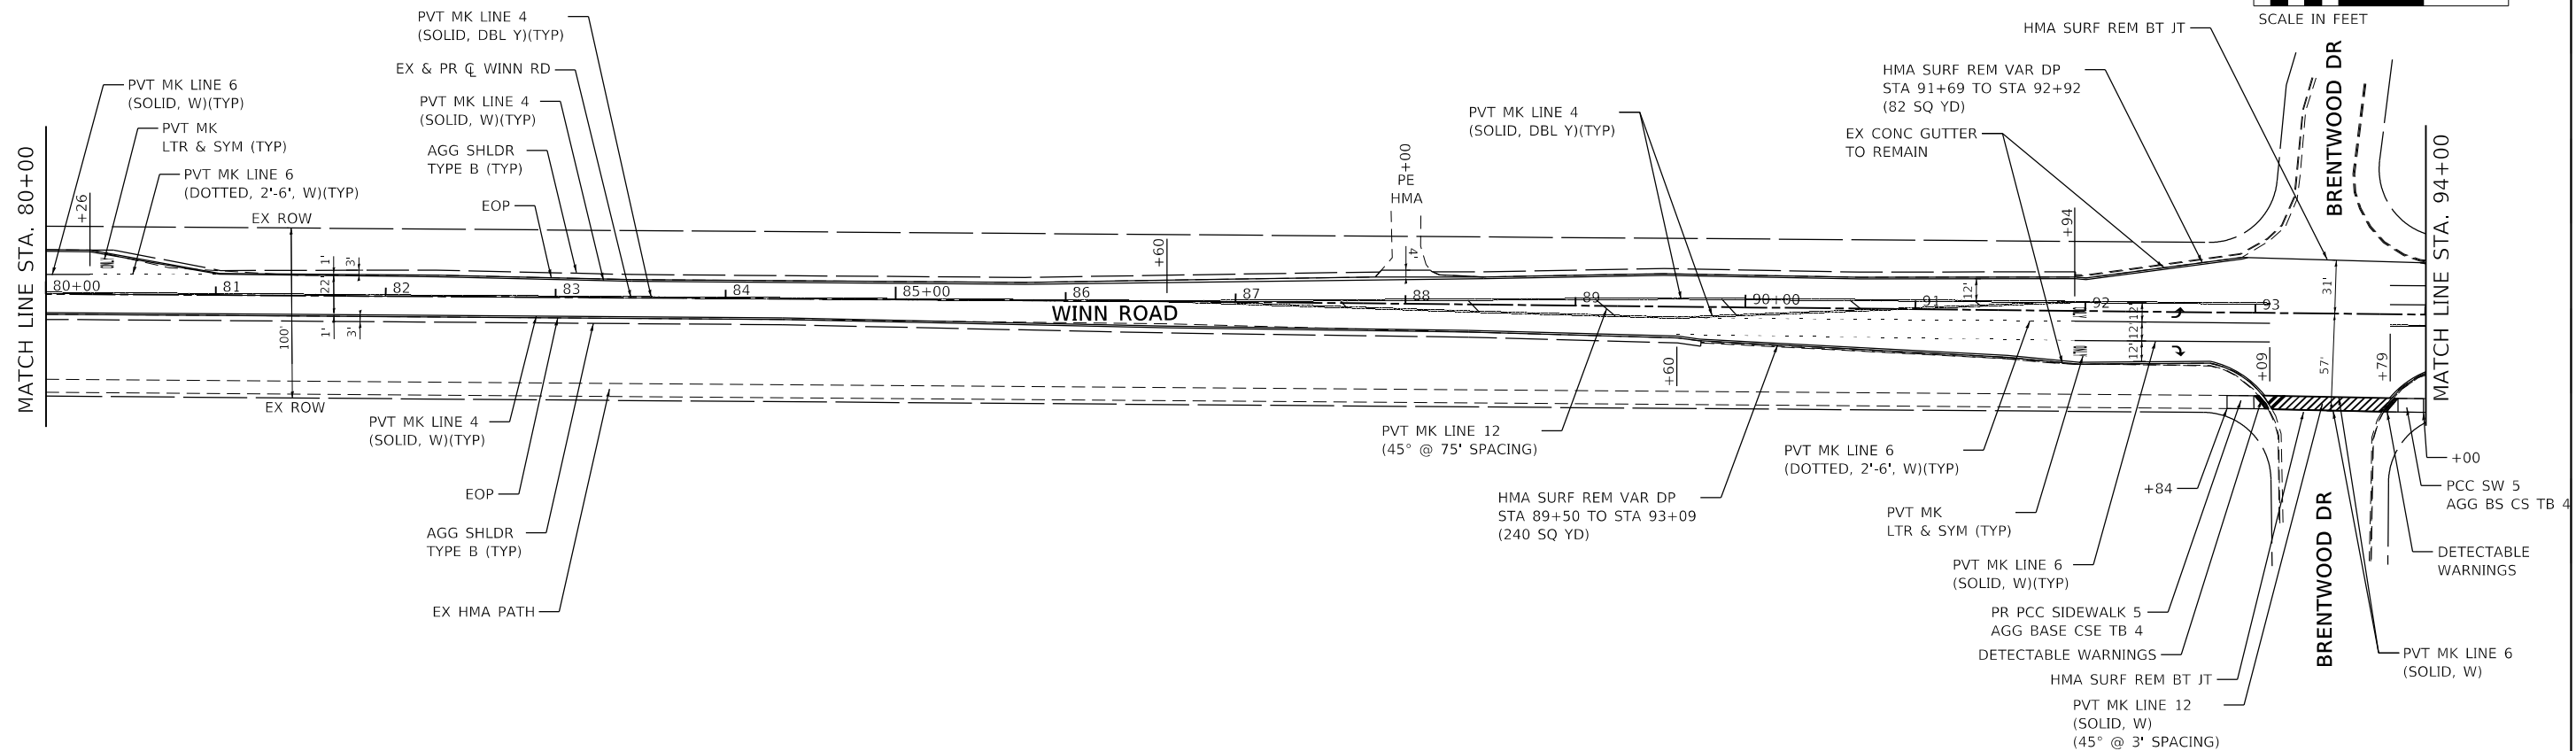 SCALE IN FEET
PVT MK LINE 4
(SOLID, DBL Y)(TYP)
HMA SURF REM BT JT
EX & PR ℄ WINN RD
HMA SURF REM VAR DP
STA 91+69 TO STA 92+92
(82 SQ YD)
PVT MK LINE 6
(SOLID, W)(TYP)
PVT MK LINE 4
(SOLID, W)(TYP)
PVT MK LINE 4
(SOLID, DBL Y)(TYP)
PVT MK
LTR & SYM (TYP)
EX CONC GUTTER
TO REMAIN
AGG SHLDR
TYPE B (TYP)
PVT MK LINE 6
(DOTTED, 2'-6', W)(TYP)
BRENTWOOD DR
+00
PE
HMA
EOP
EX ROW
+26
+60
+94
MATCH LINE STA. 80+00
MATCH LINE STA. 94+00
1'
3'
22'
1'
3'
100'
4'
12'
12'
12'
12'
31'
57'
80+00
81
82
83
84
85+00
86
87
88
89
90+00
91
92
93
WINN ROAD
+60
+09
+79
EX ROW
PVT MK LINE 4
(SOLID, W)(TYP)
PVT MK LINE 12
(45° @ 75' SPACING)
PVT MK LINE 6
(DOTTED, 2'-6', W)(TYP)
+00
EOP
HMA SURF REM VAR DP
STA 89+50 TO STA 93+09
(240 SQ YD)
+84
PCC SW 5
AGG BS CS TB 4
PVT MK
LTR & SYM (TYP)
AGG SHLDR
TYPE B (TYP)
DETECTABLE
WARNINGS
PVT MK LINE 6
(SOLID, W)(TYP)
BRENTWOOD DR
EX HMA PATH
PR PCC SIDEWALK 5
AGG BASE CSE TB 4
DETECTABLE WARNINGS
PVT MK LINE 6
(SOLID, W)
HMA SURF REM BT JT
PVT MK LINE 12
(SOLID, W)
(45° @ 3' SPACING)